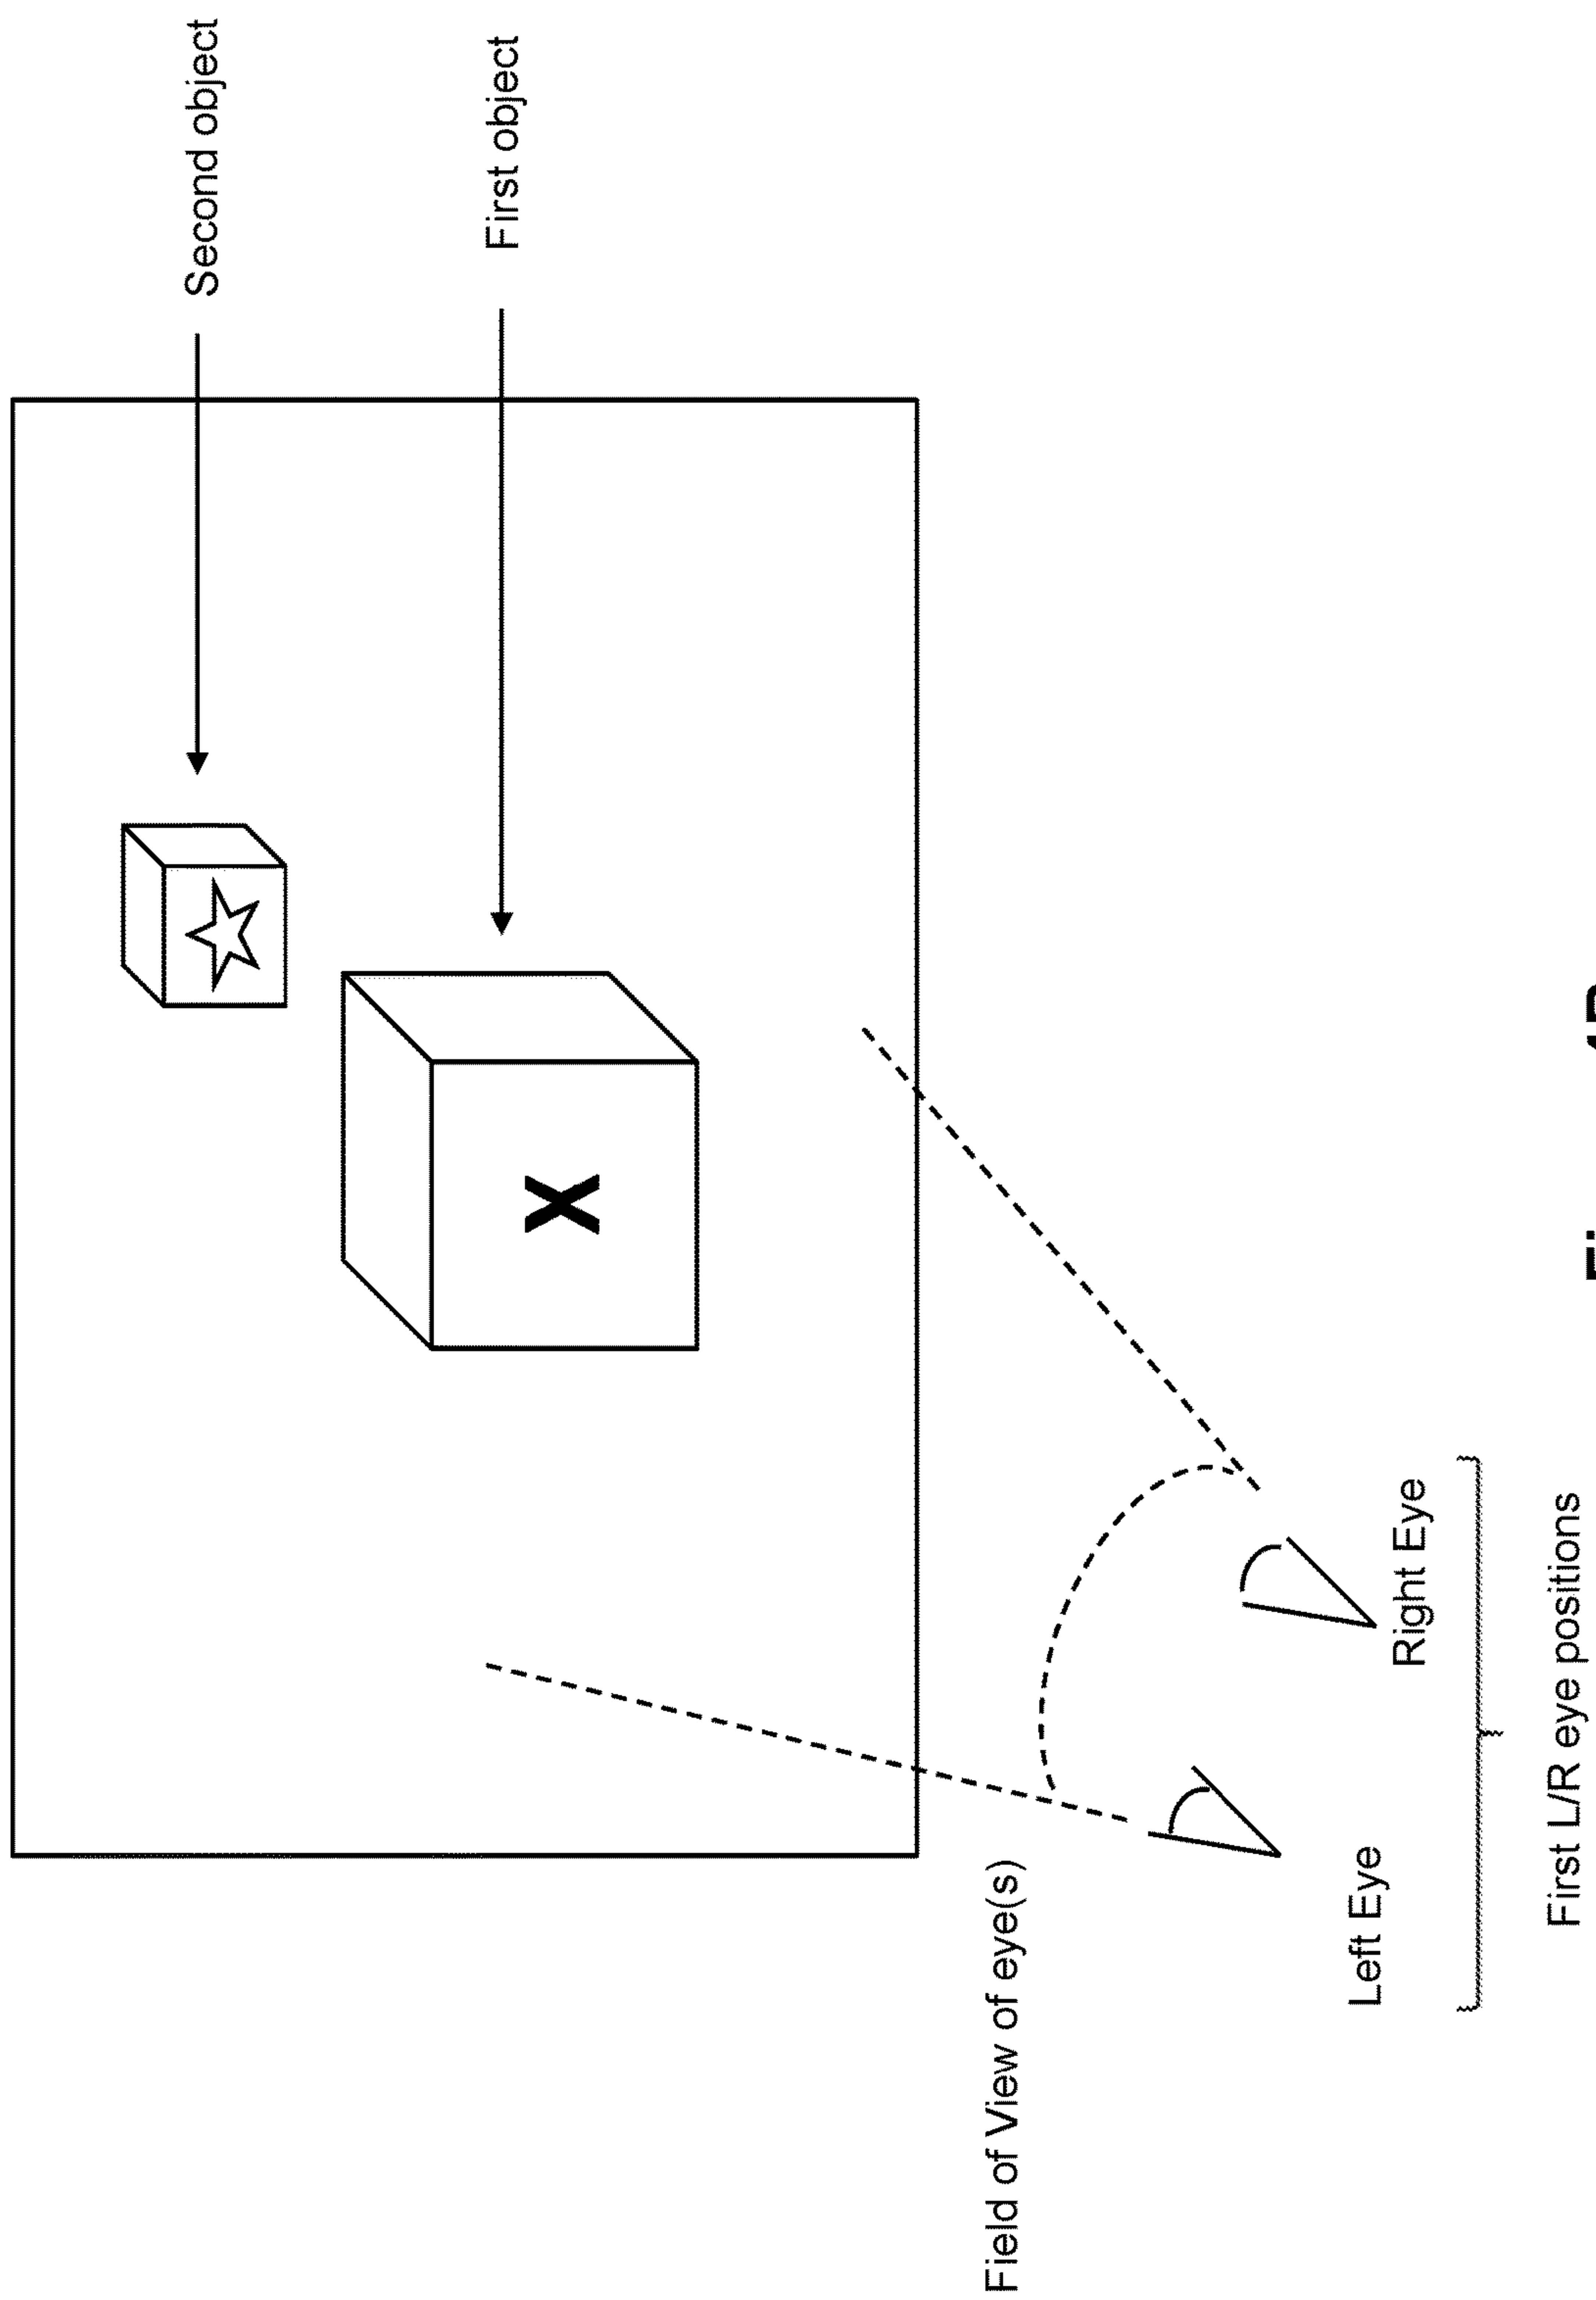 Second object
First object
X
Field of View of eye(s)
Left Eye
Right Eye
First L/R eye positions